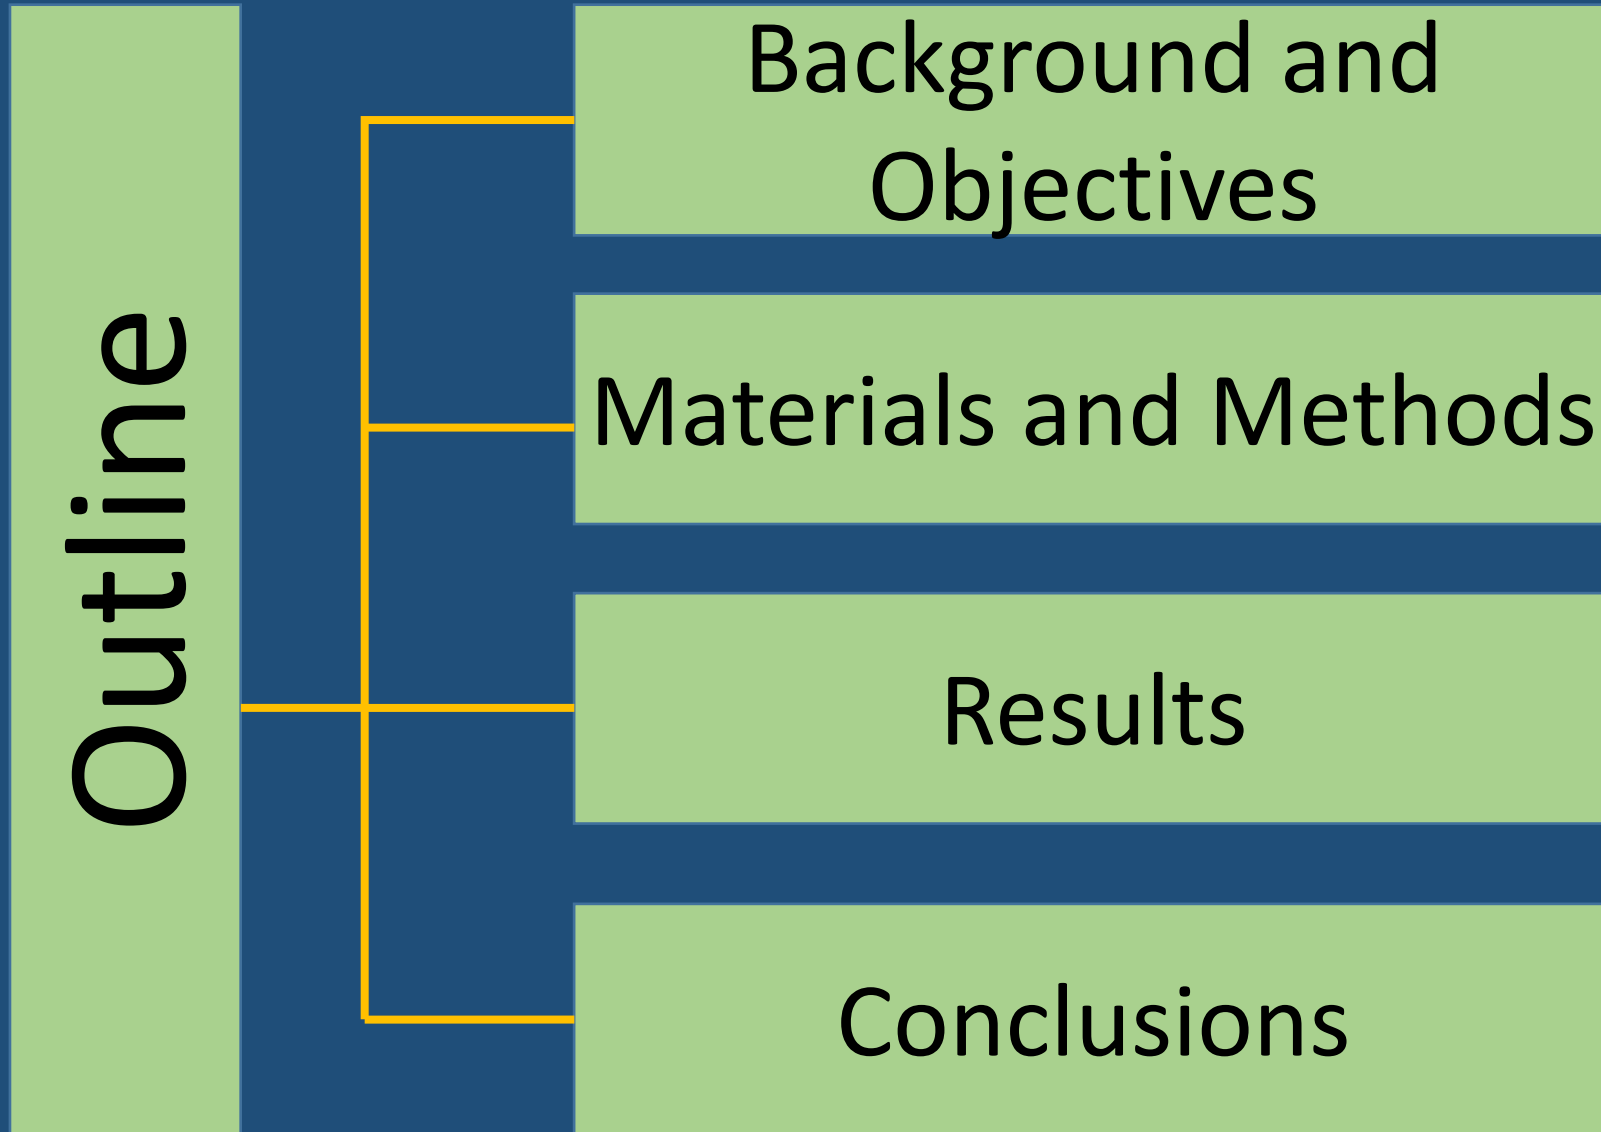 Outline
Background and
Objectives
Materials and Methods
Results
Conclusions